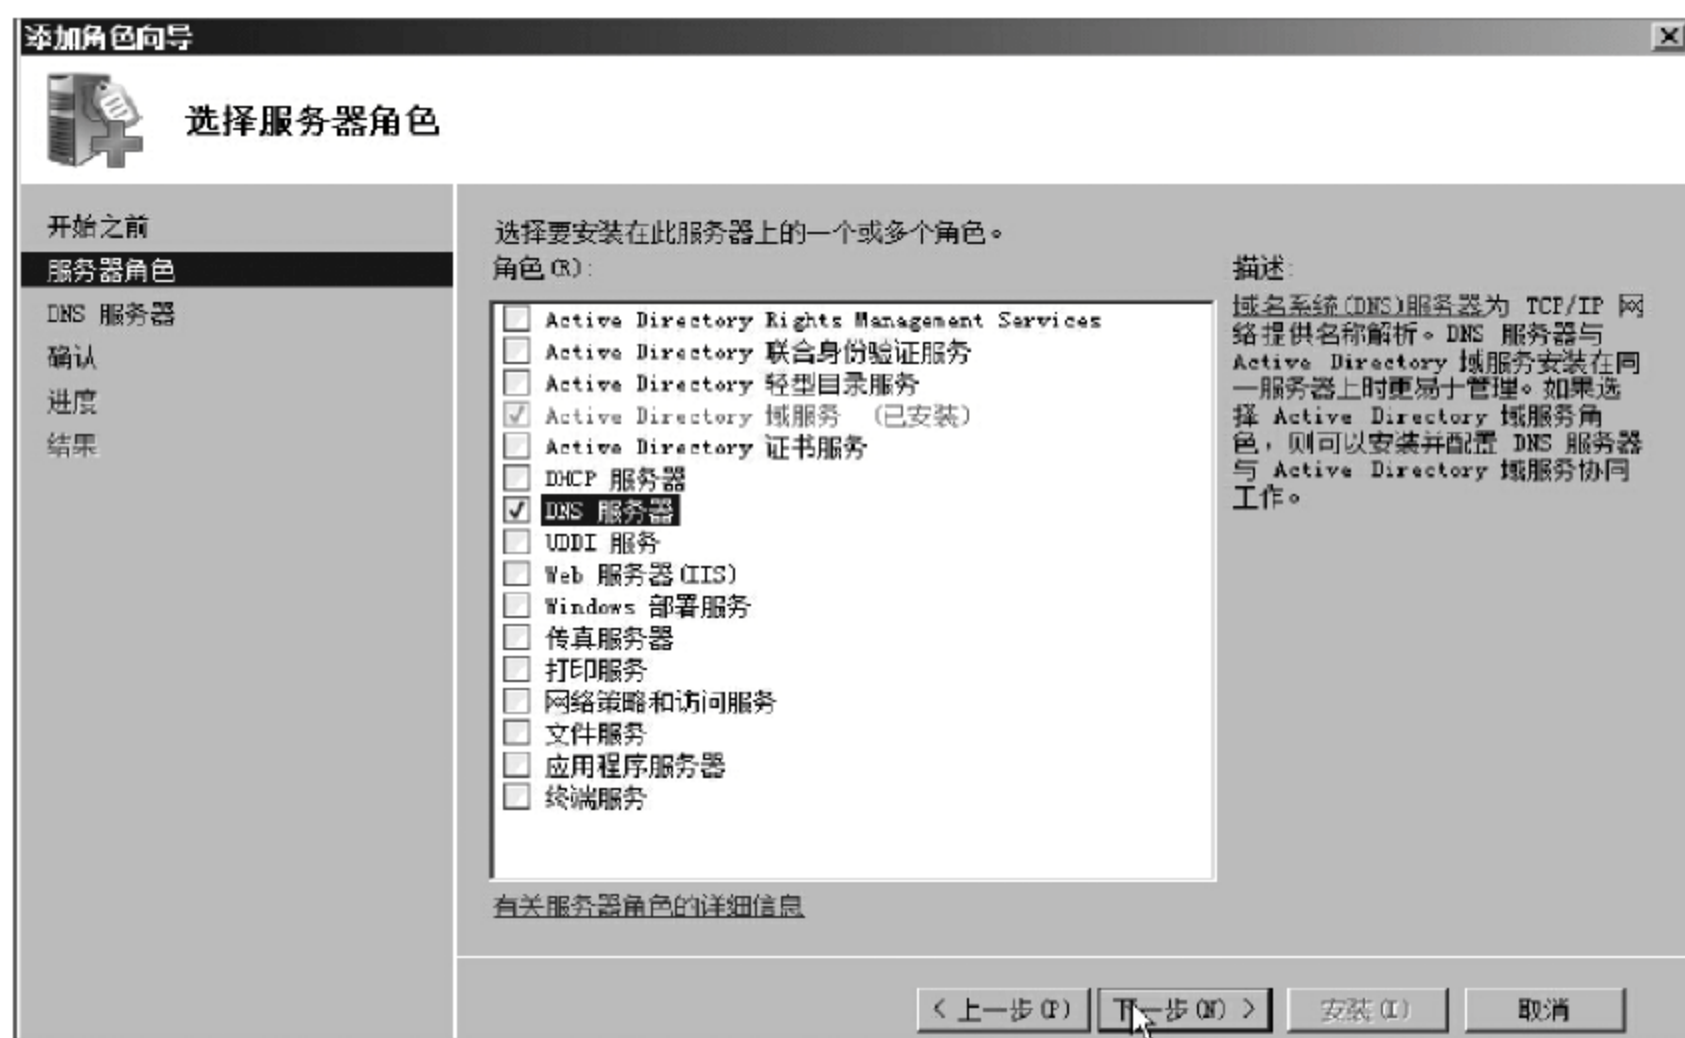 添加角色向导
选择服务器角色
开始之前
服务器角色
DNS 服务器
确认
进度
结果
选择要安装在此服务器上的一个或多个角色。
角色(R):
Active Directory Rights Management Services
Active Directory 联合身份验证服务
Active Directory 轻型目录服务
Active Directory 域服务 (已安装)
Active Directory 证书服务
DHCP 服务器
DNS 服务器
UDDI 服务
Web 服务器(IIS)
Windows 部署服务
传真服务器
打印服务
网络策略和访问服务
文件服务
应用程序服务器
终端服务
有关服务器角色的详细信息
描述:
域名系统(DNS)服务器为 TCP/IP 网
络提供名称解析。DNS 服务器与
Active Directory 域服务安装在同
一服务器上时更易于管理。如果选
择 Active Directory 域服务角
色，则可以安装并配置 DNS 服务器
与 Active Directory 域服务协同
工作。
< 上一步(P)
下一步(N) >
安装(I)
取消